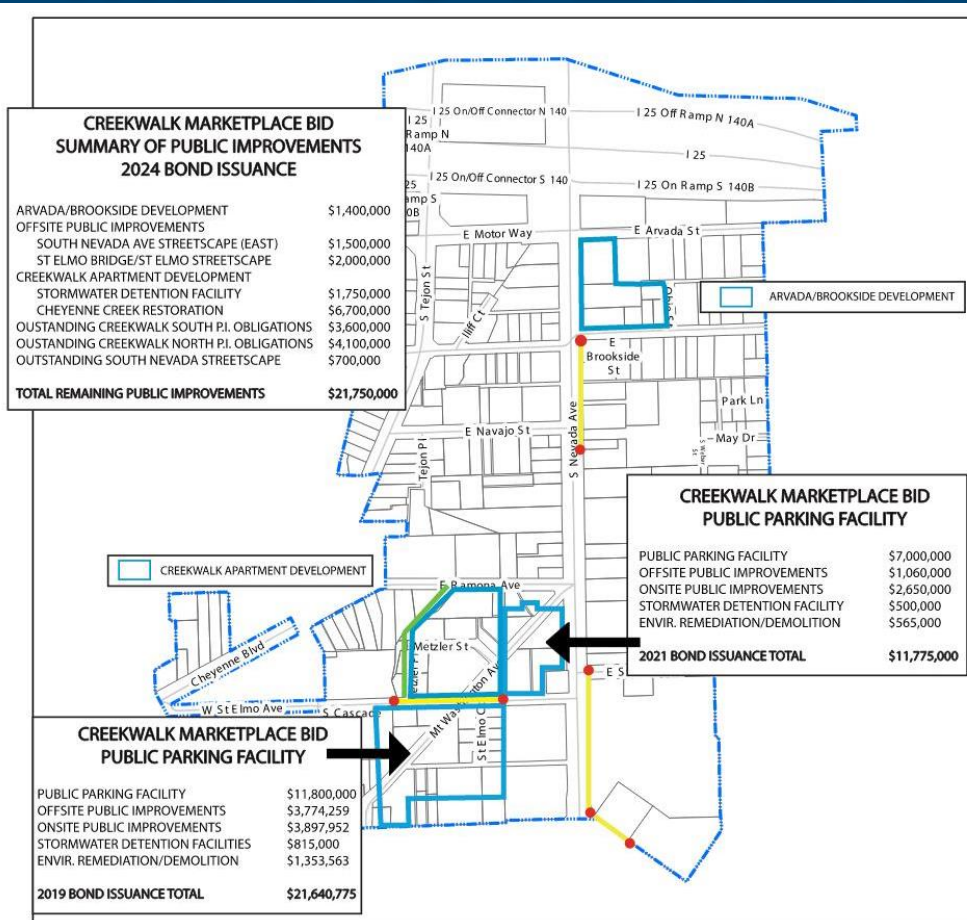 CREEKWALK MARKETPLACE BID
SUMMARY OF PUBLIC IMPROVEMENTS
2024 BOND ISSUANCE
ARVADA/BROOKSIDE DEVELOPMENT $1,400,000
OFFSITE PUBLIC IMPROVEMENTS
SOUTH NEVADA AVE STREETSCAPE (EAST) $1,500,000
ST ELMO BRIDGE/ST ELMO STREETSCAPE $2,000,000
CREEKWALK APARTMENT DEVELOPMENT
STORMWATER DETENTION FACILITY $1,750,000
CHEYENNE CREEK RESTORATION $6,700,000
OUSTANDING CREEKWALK SOUTH P.I. OBLIGATIONS $3,600,000
OUSTANDING CREEKWALK NORTH P.I. OBLIGATIONS $4,100,000
OUTSTANDING SOUTH NEVADA STREETSCAPE $700,000
TOTAL REMAINING PUBLIC IMPROVEMENTS $21,750,000
I 25 On/Off Connector N 140
I 25 Off Ramp N 140A
I 25
Ramp N
140A
I 25
I 25 On/Off Connector S 140
I 25 On Ramp S 140B
25
amp S
0B
E Motor Way
E Arvada St
S Tejon St
Iliff Ct
ARVADA/BROOKSIDE DEVELOPMENT
E
Brookside
St
Park Ln
S Nevada Ave
E Navajo St
May Dr
S Weber
St
Tejon Pl
CREEKWALK MARKETPLACE BID
PUBLIC PARKING FACILITY
PUBLIC PARKING FACILITY $7,000,000
OFFSITE PUBLIC IMPROVEMENTS $1,060,000
ONSITE PUBLIC IMPROVEMENTS $2,650,000
STORMWATER DETENTION FACILITY $500,000
ENVIR. REMEDIATION/DEMOLITION $565,000
2021 BOND ISSUANCE TOTAL $11,775,000
CREEKWALK APARTMENT DEVELOPMENT
E Ramona Ave
Metzler St
Cheyenne Blvd
E S
W St Elmo Ave
S Cascade
Mt Washington Ave
St Elmo C
CREEKWALK MARKETPLACE BID
PUBLIC PARKING FACILITY
PUBLIC PARKING FACILITY $11,800,000
OFFSITE PUBLIC IMPROVEMENTS $3,774,259
ONSITE PUBLIC IMPROVEMENTS $3,897,952
STORMWATER DETENTION FACILITIES $815,000
ENVIR. REMEDIATION/DEMOLITION $1,353,563
2019 BOND ISSUANCE TOTAL $21,640,775